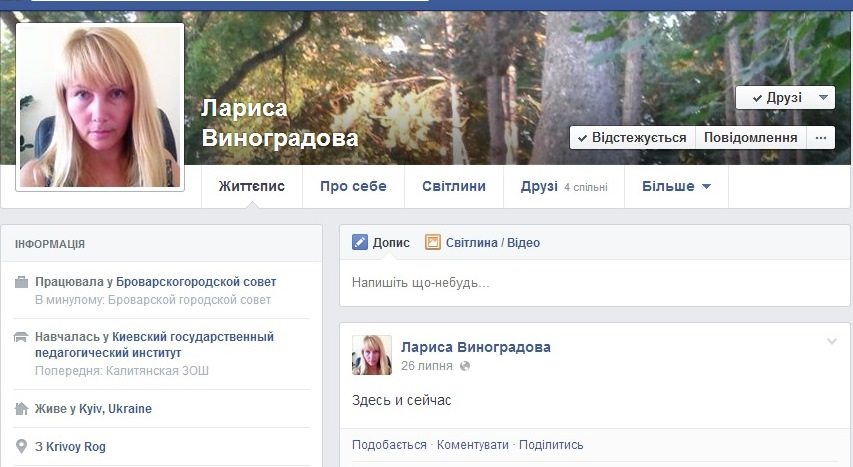 Лариса
Виноградова
Друзі
Відстежується
Повідомлення
...
Життєпис
Про себе
Світлини
Друзі 4 спільні
Більше
ІНФОРМАЦІЯ
Працювала у Броварскогородской совет
В минулому: Броварской городской совет
Навчалась у Киевский государственный
педагогический институт
Попередня: Калитянская ЗОШ
Живе у Kyiv, Ukraine
З Krivoy Rog
Допис
Світлина / Відео
Напишіть що-небудь...
Лариса Виноградова
26 липня
Здесь и сейчас
Подобається · Коментувати · Поділитись